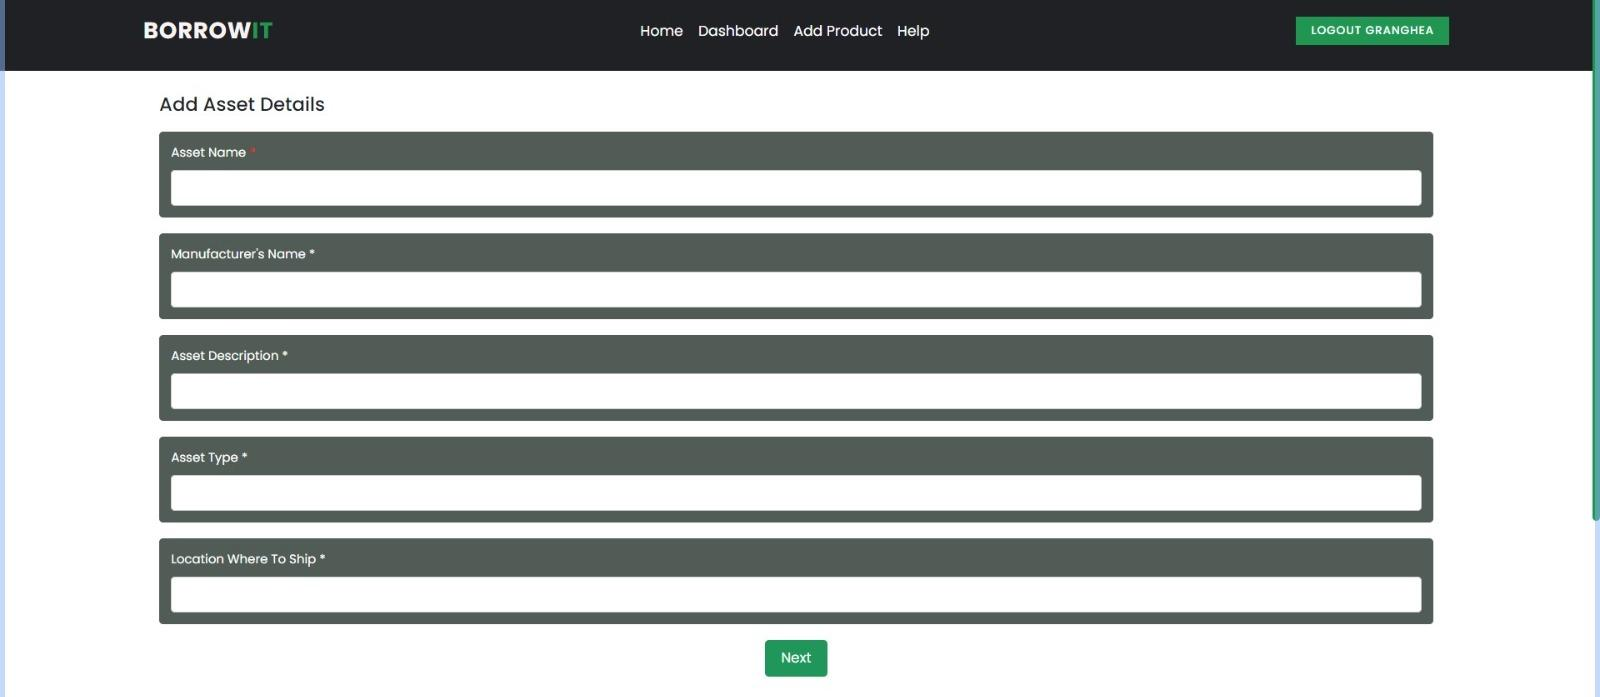 BORROWIT
Home Dashboard Add Product Help
LOGOUT GRANGHEA
Add Asset Details
Asset Name *
Manufacturer's Name *
Asset Description *
Asset Type *
Location Where To Ship *
Next